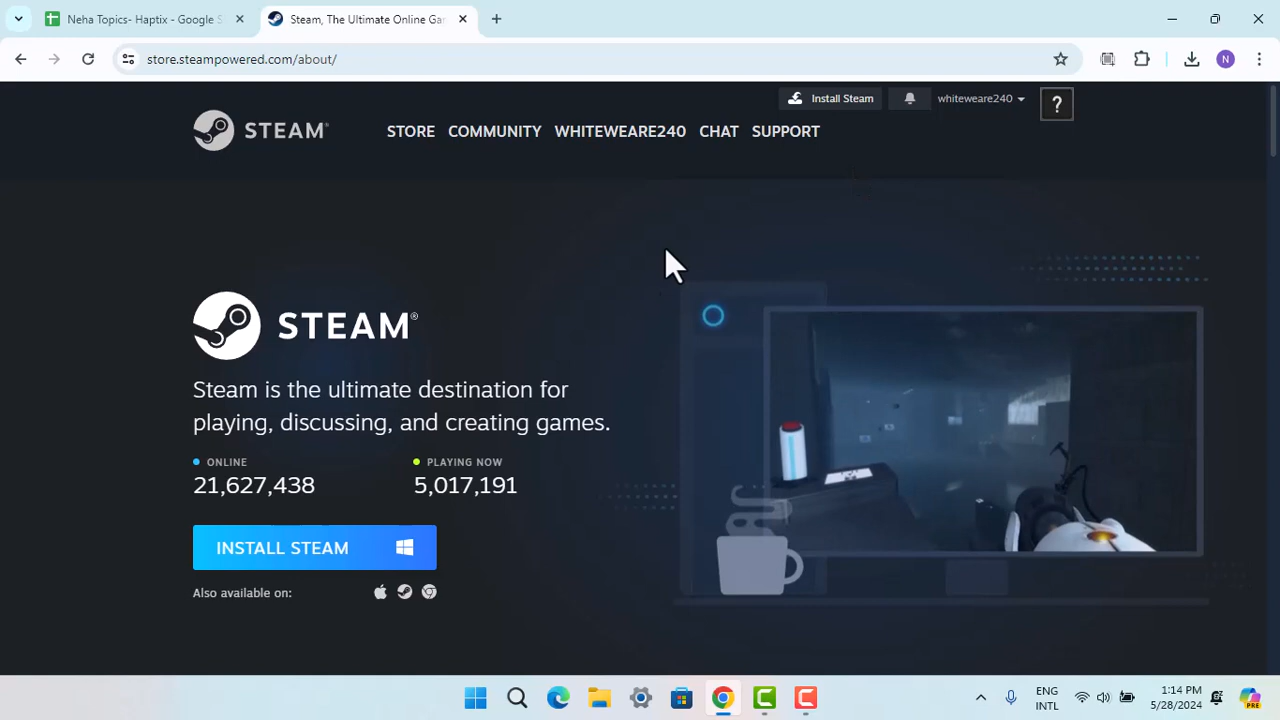 Neha Topics- Haptix - Google S
Steam, The Ultimate Online Gam
store.steampowered.com/about/
N
Install Steam
whiteweare240
?
STEAM®
STORE
COMMUNITY
WHITEWEARE240
CHAT
SUPPORT
STEAM®
Steam is the ultimate destination for
playing, discussing, and creating games.
ONLINE
PLAYING NOW
21,627,438
5,017,191
INSTALL STEAM
Also available on:
ENG
INTL
1:14 PM
5/28/2024
PRE